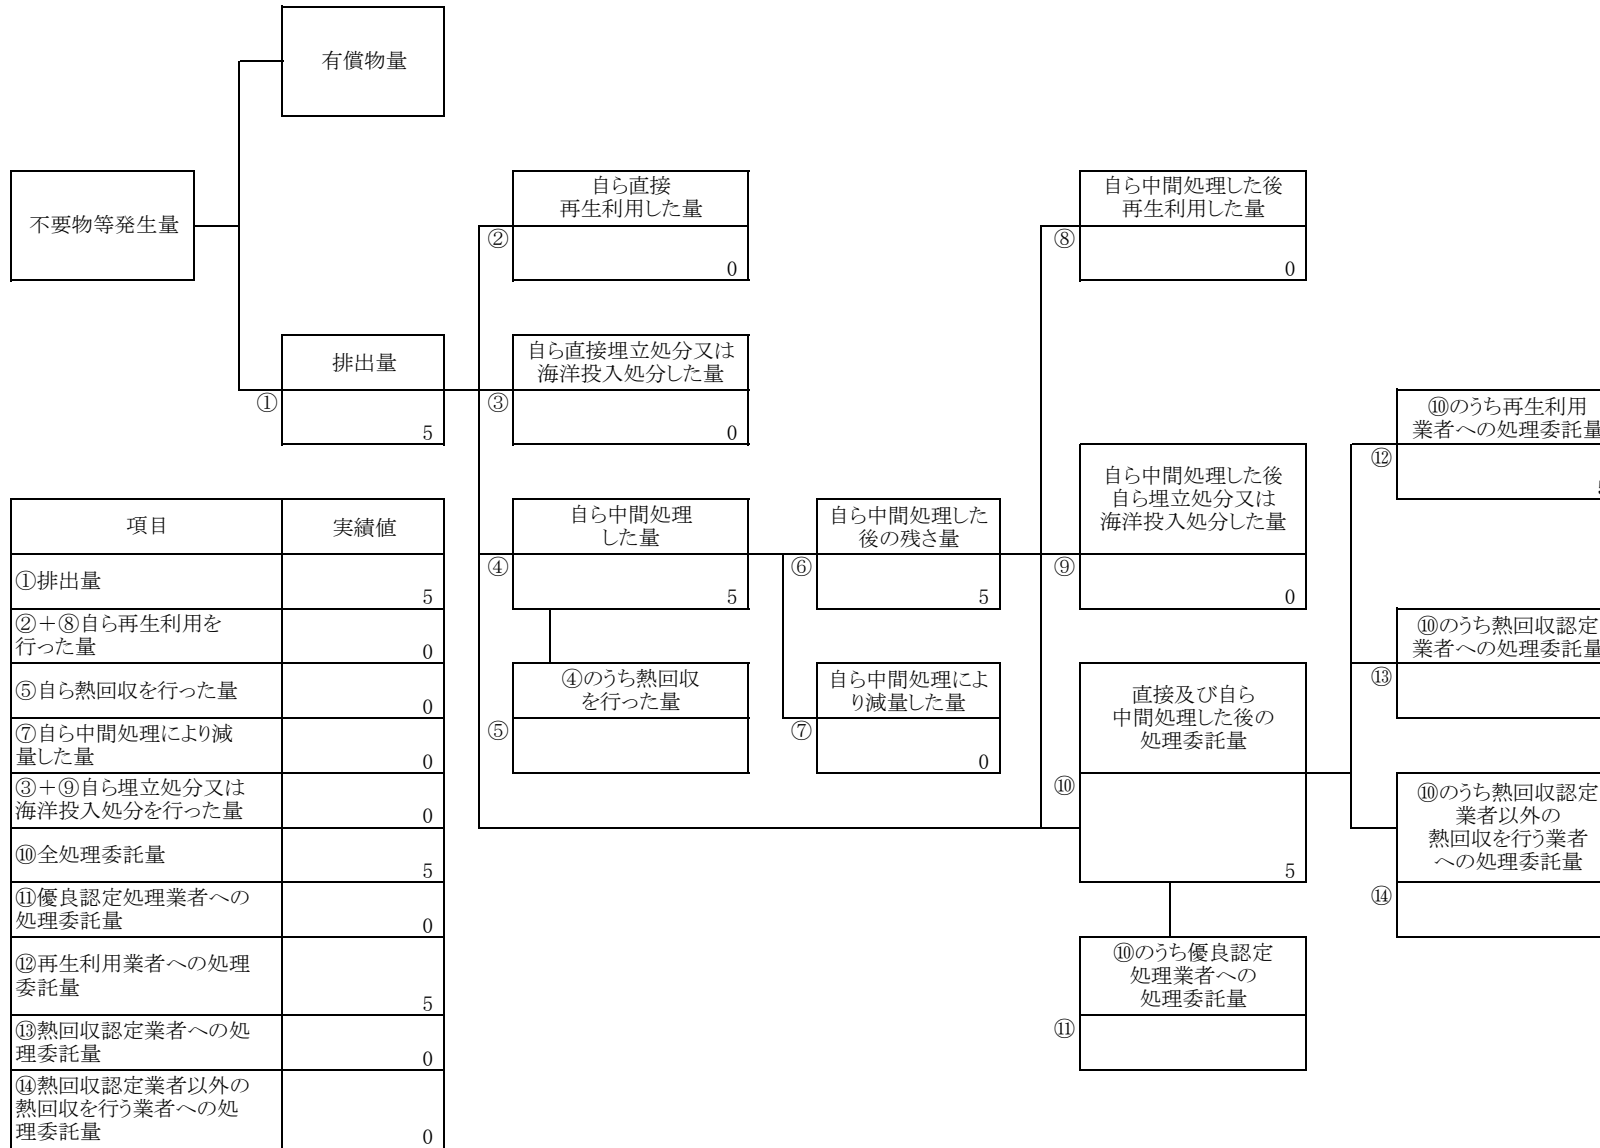 有償物量
不要物等発生量
自ら直接
再生利用した量
②
0
自ら中間処理した後
再生利用した量
⑧
0
排出量
①
5
自ら直接埋立処分又は
海洋投入処分した量
③
0
⑩のうち再生利用
業者への処理委託量
⑫
自ら中間処理
した量
④
5
自ら中間処理した
後の残さ量
⑥
5
自ら中間処理した後
自ら埋立処分又は
海洋投入処分した量
⑨
0
⑩のうち熱回収認定
業者への処理委託量
⑬
④のうち熱回収
を行った量
⑤
自ら中間処理によ
り減量した量
⑦
0
直接及び自ら
中間処理した後の
処理委託量
⑩
5
⑩のうち熱回収認定
業者以外の
熱回収を行う業者
への処理委託量
⑭
⑩のうち優良認定
処理業者への
処理委託量
⑪
項目 実績値
①排出量 5
②+⑧自ら再生利用を
行った量 0
⑤自ら熱回収を行った量 0
⑦自ら中間処理により減
量した量 0
③+⑨自ら埋立処分又は
海洋投入処分を行った量 0
⑩全処理委託量 5
⑪優良認定処理業者への
処理委託量 0
⑫再生利用業者への処理
委託量 5
⑬熱回収認定業者への処
理委託量 0
⑭熱回収認定業者以外の
熱回収を行う業者への処
理委託量 0